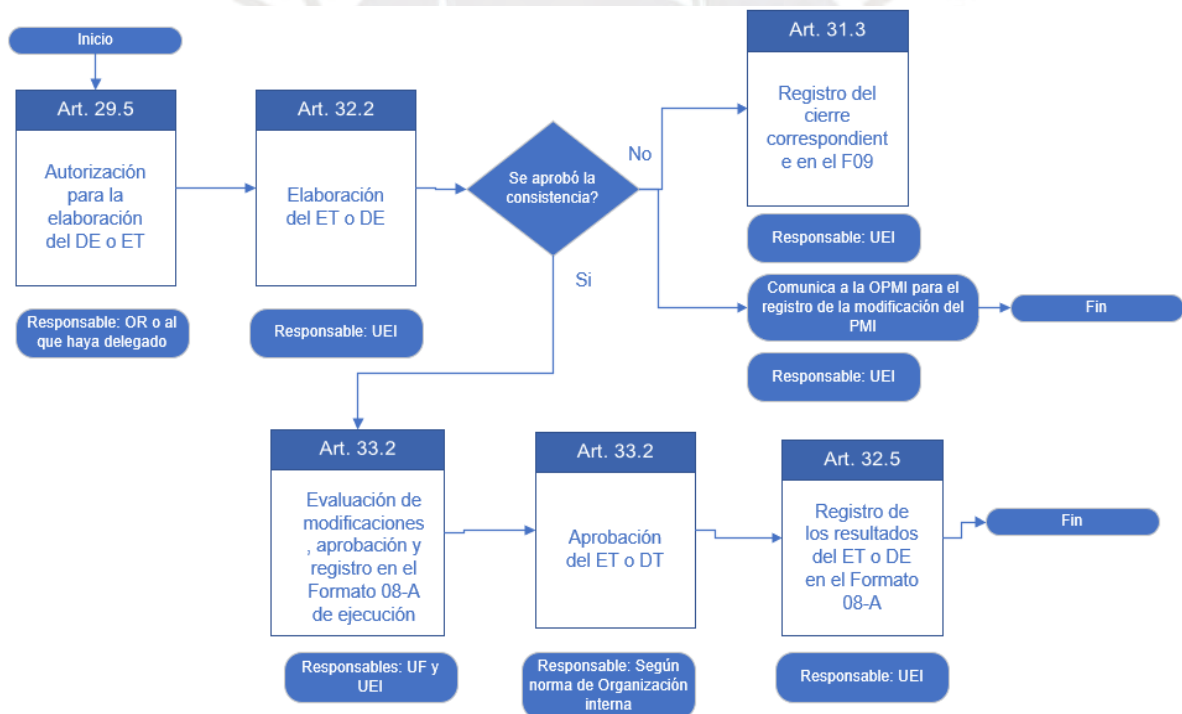 Inicio
Art. 29.5
Autorización
para la
elaboración
del DE o ET
Responsable: OR o al
que haya delegado
Art. 32.2
Elaboración
del ET o DE
Responsable: UEI
Se aprobó la
consistencia?
No
Si
Art. 31.3
Registro del
cierre
correspondient
e en el F09
Responsable: UEI
Comunica a la OPMI para el
registro de la modificación del
PMI
Fin
Responsable: UEI
Art. 33.2
Evaluación de
modificaciones
, aprobación y
registro en el
Formato 08-A
de ejecución
Responsables: UF y
UEI
Art. 33.2
Aprobación
del ET o DT
Responsable: Según
norma de Organización
interna
Art. 32.5
Registro de
los resultados
del ET o DE
en el Formato
08-A
Responsable: UEI
Fin